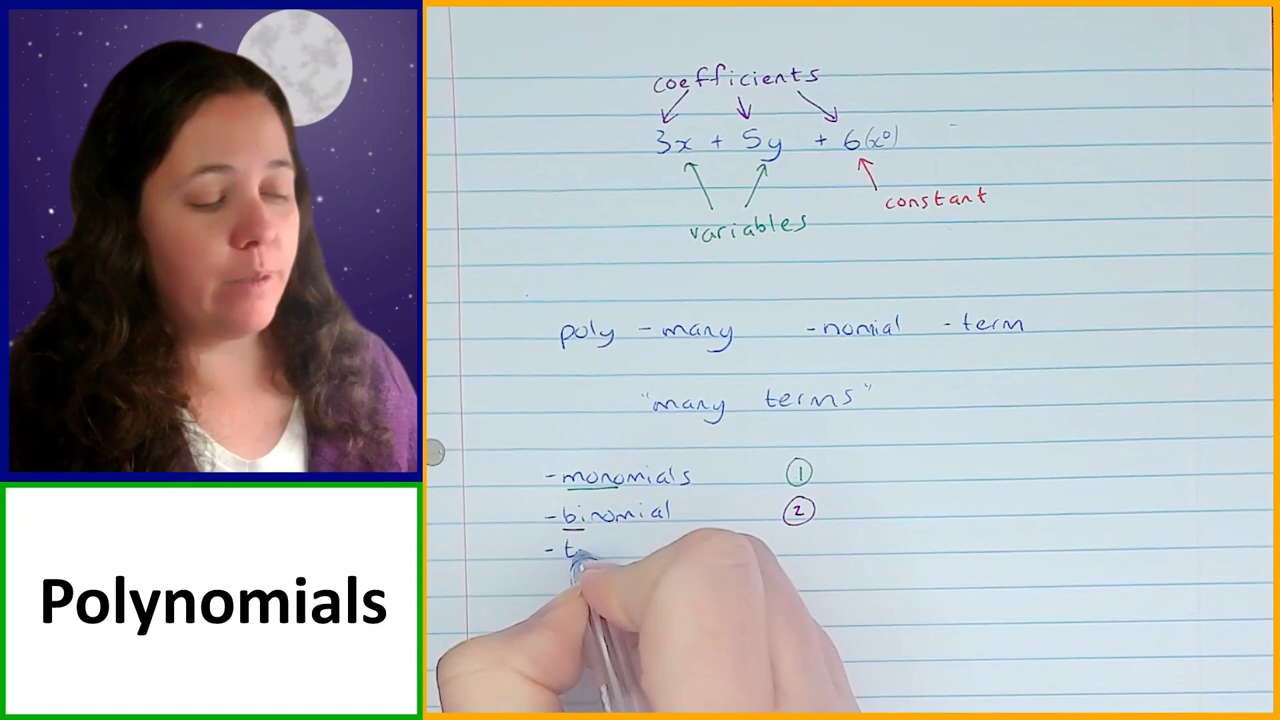 coefficients
3x + 5y + 6(x⁰)
constant
variables
poly - many -nomial - term
"many terms"
- monomials ①
- binomial ②
- t
Polynomials